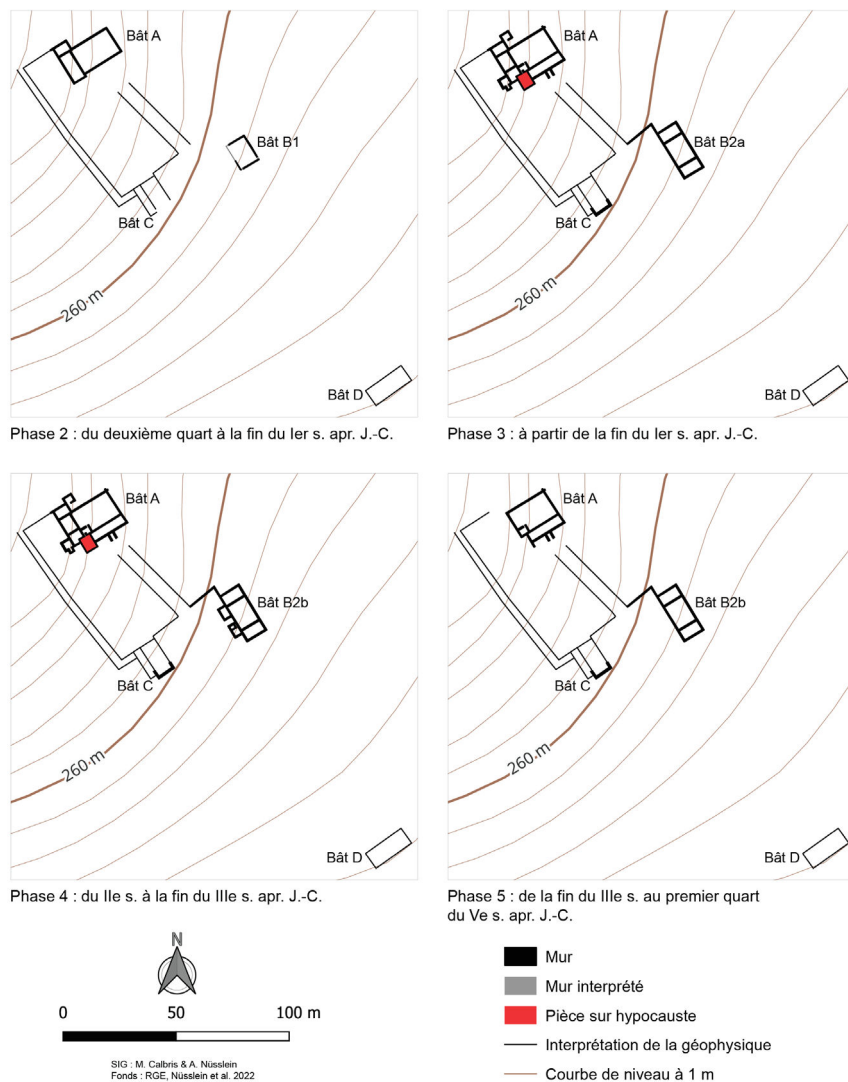 Bât A
Bât B1
Bât C
260 m
Bât D
Phase 2 : du deuxième quart à la fin du Ier s. apr. J.-C.
Bât A
Bât B2a
Bât C
260 m
Bât D
Phase 3 : à partir de la fin du Ier s. apr. J.-C.
Bât A
Bât B2b
Bât C
260 m
Bât D
Phase 4 : du IIe s. à la fin du IIIe s. apr. J.-C.
Bât A
Bât B2b
Bât C
260 m
Bât D
Phase 5 : de la fin du IIIe s. au premier quart
du Ve s. apr. J.-C.
N
0 50 100 m
SIG : M. Calbris & A. Nüsslein
Fonds : RGE, Nüsslein et al. 2022
Mur
Mur interprété
Pièce sur hypocauste
Interprétation de la géophysique
Courbe de niveau à 1 m